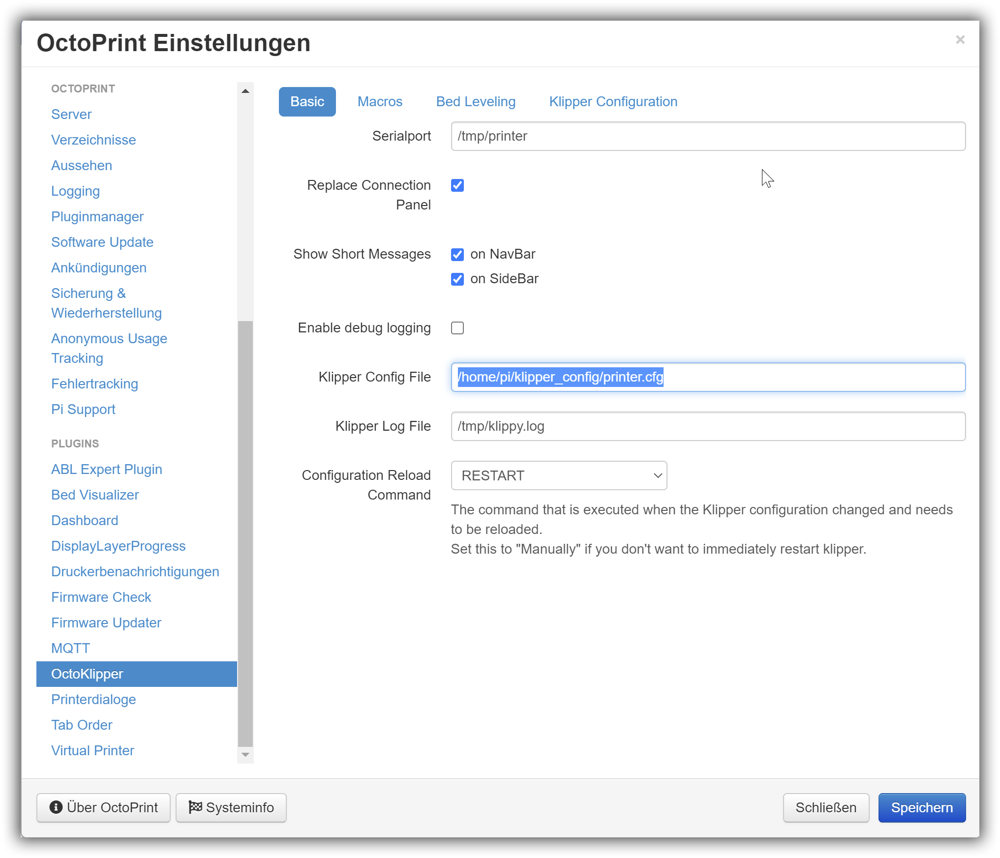 OctoPrint Einstellungen
×
OCTOPRINT
Server
Verzeichnisse
Aussehen
Logging
Pluginmanager
Software Update
Ankündigungen
Sicherung &
Wiederherstellung
Anonymous Usage
Tracking
Fehlertracking
Pi Support
PLUGINS
ABL Expert Plugin
Bed Visualizer
Dashboard
DisplayLayerProgress
Druckerbenachrichtigungen
Firmware Check
Firmware Updater
MQTT
OctoKlipper
Printerdialoge
Tab Order
Virtual Printer
Basic Macros Bed Leveling Klipper Configuration
Serialport /tmp/printer
Replace Connection
Panel
Show Short Messages on NavBar
on SideBar
Enable debug logging
Klipper Config File /home/pi/klipper_config/printer.cfg
Klipper Log File /tmp/klippy.log
Configuration Reload
Command
RESTART
The command that is executed when the Klipper configuration changed and needs
to be reloaded.
Set this to "Manually" if you don't want to immediately restart klipper.
Über OctoPrint Systeminfo Schließen Speichern